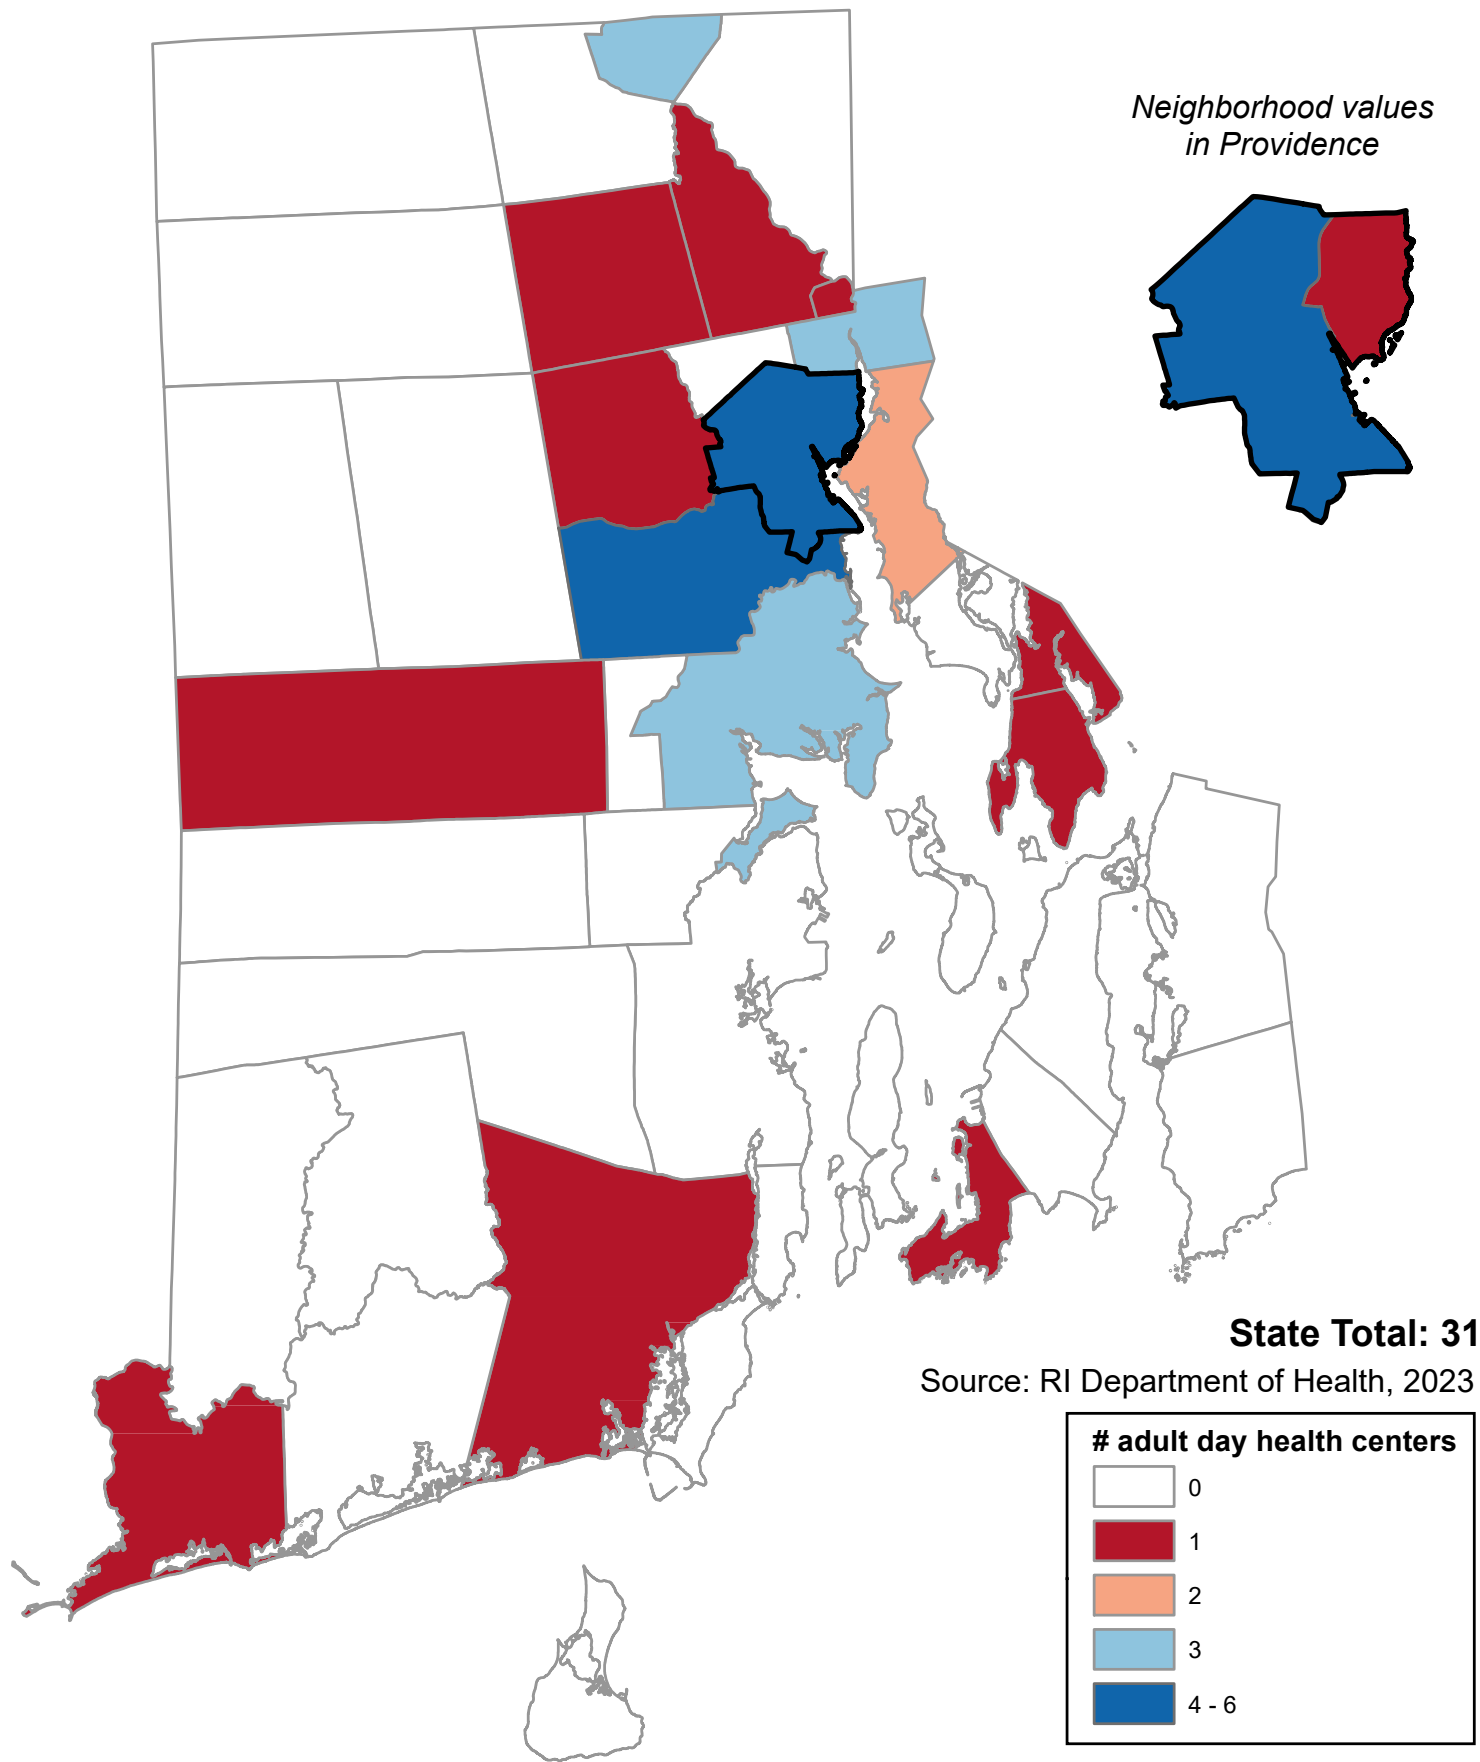 Neighborhood values
in Providence
State Total: 31
Source: RI Department of Health, 2023
# adult day health centers
0
1
2
3
4 - 6